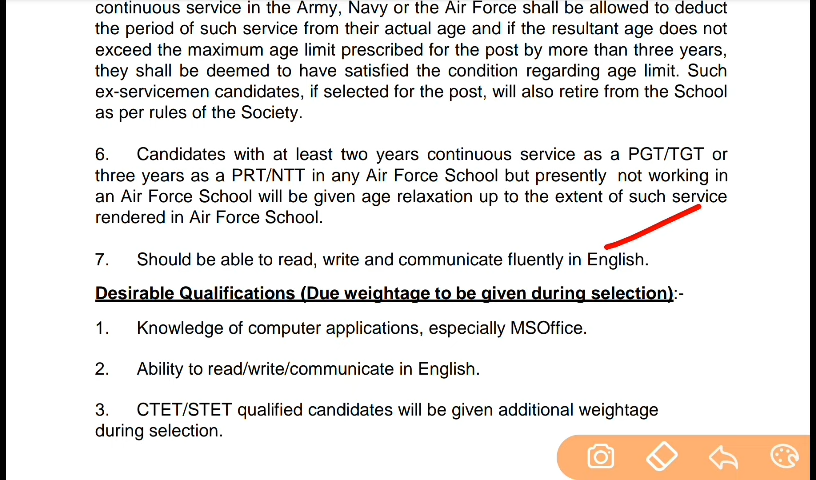 continuous service in the Army, Navy or the Air Force shall be allowed to deduct
the period of such service from their actual age and if the resultant age does not
exceed the maximum age limit prescribed for the post by more than three years,
they shall be deemed to have satisfied the condition regarding age limit. Such
ex-servicemen candidates, if selected for the post, will also retire from the School
as per rules of the Society.
6. Candidates with at least two years continuous service as a PGT/TGT or
three years as a PRT/NTT in any Air Force School but presently not working in
an Air Force School will be given age relaxation up to the extent of such service
rendered in Air Force School.
7. Should be able to read, write and communicate fluently in English.
Desirable Qualifications (Due weightage to be given during selection):-
1. Knowledge of computer applications, especially MSOffice.
2. Ability to read/write/communicate in English.
3. CTET/STET qualified candidates will be given additional weightage
during selection.